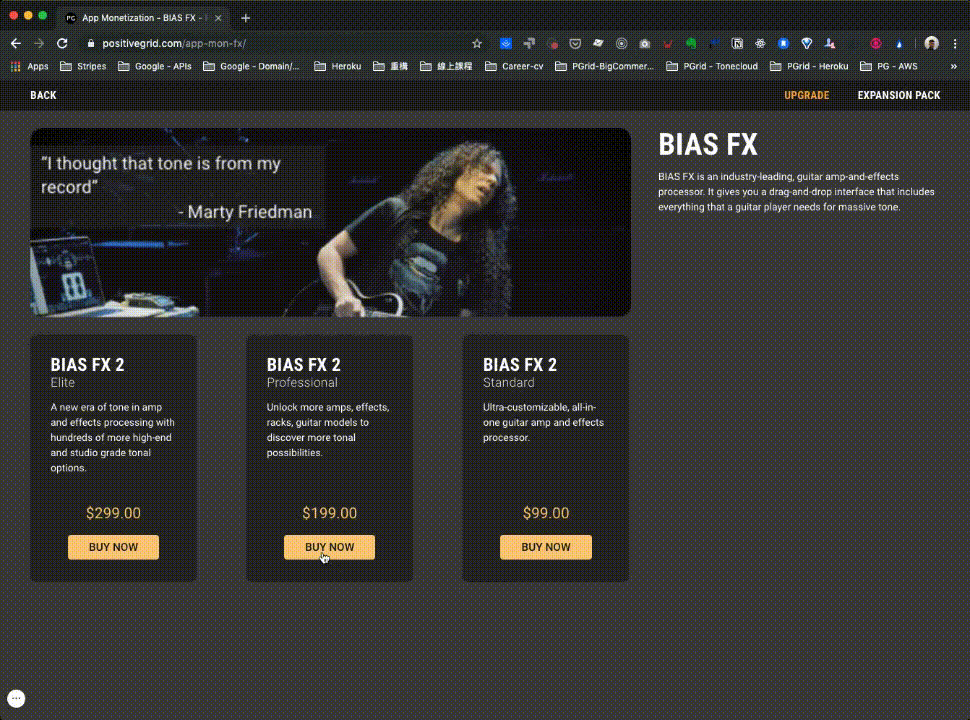 App Monetization - BIAS FX -
positivegrid.com/app-mon-fx/
Apps Stripes Google - APIs Google - Domain/... Heroku 重構 線上課程 Career-cv PGrid-BigCommer... PGrid - Tonecloud PGrid - Heroku PG - AWS »
BACK UPGRADE EXPANSION PACK
"I thought that tone is from my
record"
- Marty Friedman
BIAS FX
BIAS FX is an industry-leading, guitar amp-and-effects
processor. It gives you a drag-and-drop interface that includes
everything that a guitar player needs for massive tone.
BIAS FX 2
Elite
A new era of tone in amp
and effects processing with
hundreds of more high-end
and studio grade tonal
options.
$299.00
BUY NOW
BIAS FX 2
Professional
Unlock more amps, effects,
racks, guitar models to
discover more tonal
possibilities.
$199.00
BUY NOW
BIAS FX 2
Standard
Ultra-customizable, all-in-
one guitar amp and effects
processor.
$99.00
BUY NOW